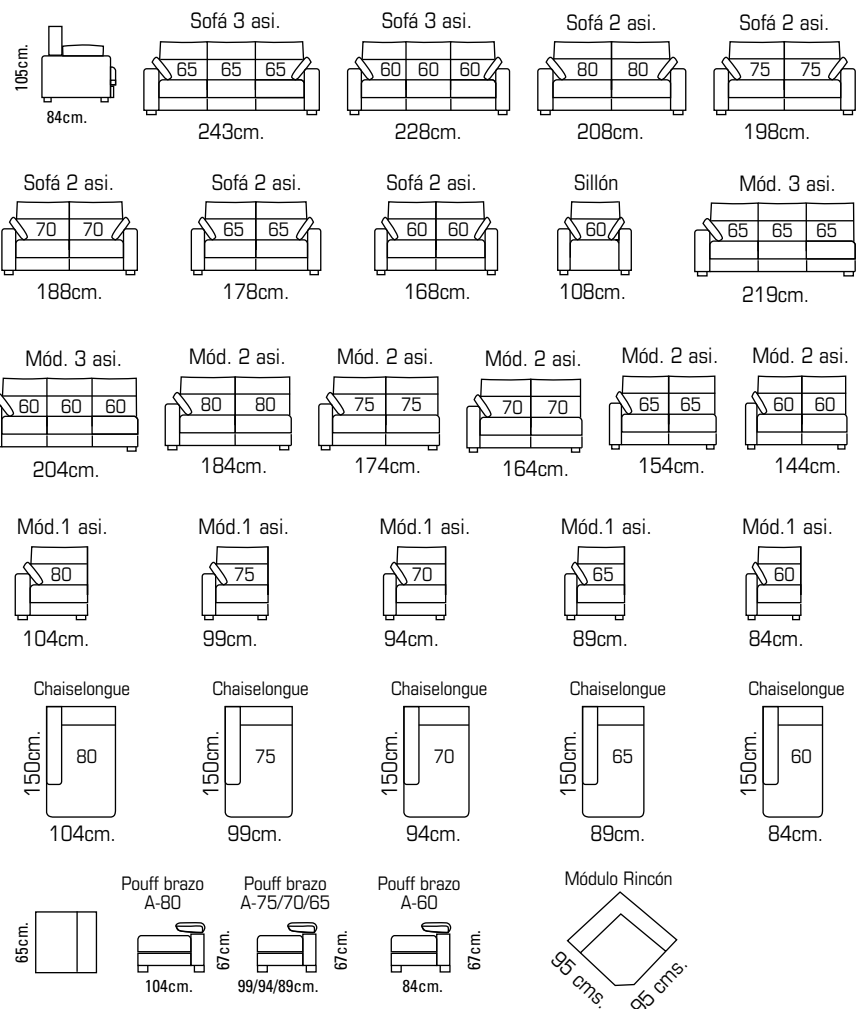 105cm.
84cm.
Sofá 3 asi.
65 65 65
243cm.
Sofá 3 asi.
60 60 60
228cm.
Sofá 2 asi.
80 80
208cm.
Sofá 2 asi.
75 75
198cm.
Sofá 2 asi.
70 70
188cm.
Sofá 2 asi.
65 65
178cm.
Sofá 2 asi.
60 60
168cm.
Sillón
60
108cm.
Mód. 3 asi.
65 65 65
219cm.
Mód. 3 asi.
60 60 60
204cm.
Mód. 2 asi.
80 80
184cm.
Mód. 2 asi.
75 75
174cm.
Mód. 2 asi.
70 70
164cm.
Mód. 2 asi.
65 65
154cm.
Mód. 2 asi.
60 60
144cm.
Mód.1 asi.
80
104cm.
Mód.1 asi.
75
99cm.
Mód.1 asi.
70
94cm.
Mód.1 asi.
65
89cm.
Mód.1 asi.
60
84cm.
Chaiselongue
150cm.
80
104cm.
Chaiselongue
150cm.
75
99cm.
Chaiselongue
150cm.
70
94cm.
Chaiselongue
150cm.
65
89cm.
Chaiselongue
150cm.
60
84cm.
65cm.
Pouff brazo
A-80
67cm.
104cm.
Pouff brazo
A-75/70/65
67cm.
99/94/89cm.
Pouff brazo
A-60
67cm.
84cm.
Módulo Rincón
95 cms.
95 cms.